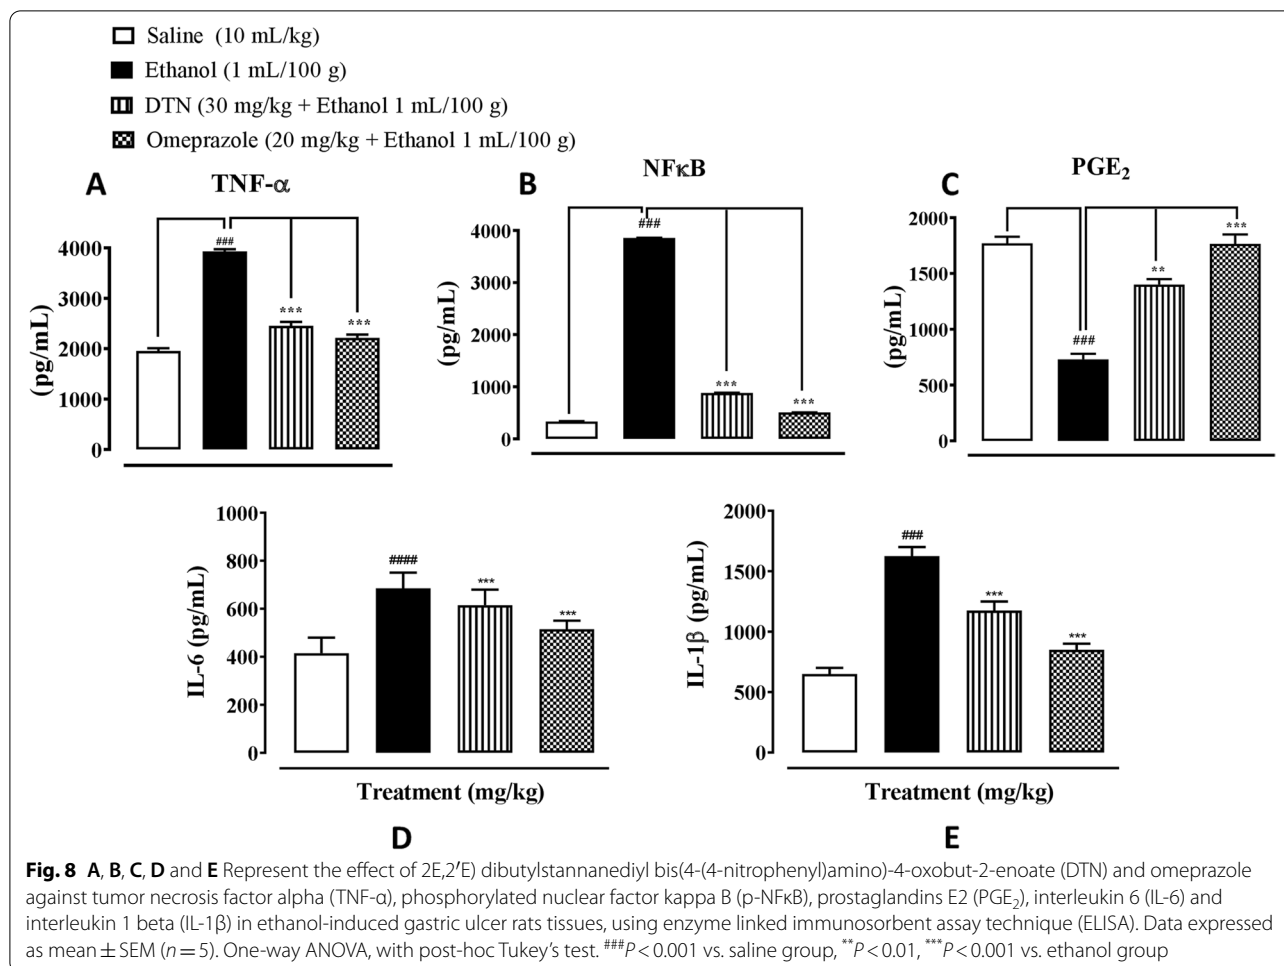 Saline (10 mL/kg)
Ethanol (1 mL/100 g)
DTN (30 mg/kg + Ethanol 1 mL/100 g)
Omeprazole (20 mg/kg + Ethanol 1 mL/100 g)
A
TNF-α
4000
3000
2000
1000
0
(pg/mL)
###
***
***
B
NFκB
4000
3000
2000
1000
0
(pg/mL)
###
***
***
C
PGE₂
2000
1500
1000
500
0
(pg/mL)
###
**
***
1000
800
600
400
200
0
IL-6 (pg/mL)
####
***
***
Treatment (mg/kg)
D
2000
1500
1000
500
0
IL-1β (pg/mL)
###
***
***
Treatment (mg/kg)
E
Fig. 8 A, B, C, D and E Represent the effect of 2E,2′E) dibutylstannanediyl bis(4-(4-nitrophenyl)amino)-4-oxobut-2-enoate (DTN) and omeprazole
against tumor necrosis factor alpha (TNF-α), phosphorylated nuclear factor kappa B (p-NFκB), prostaglandins E2 (PGE₂), interleukin 6 (IL-6) and
interleukin 1 beta (IL-1β) in ethanol-induced gastric ulcer rats tissues, using enzyme linked immunosorbent assay technique (ELISA). Data expressed
as mean ± SEM (n = 5). One-way ANOVA, with post-hoc Tukey's test. ###P < 0.001 vs. saline group, **P < 0.01, ***P < 0.001 vs. ethanol group